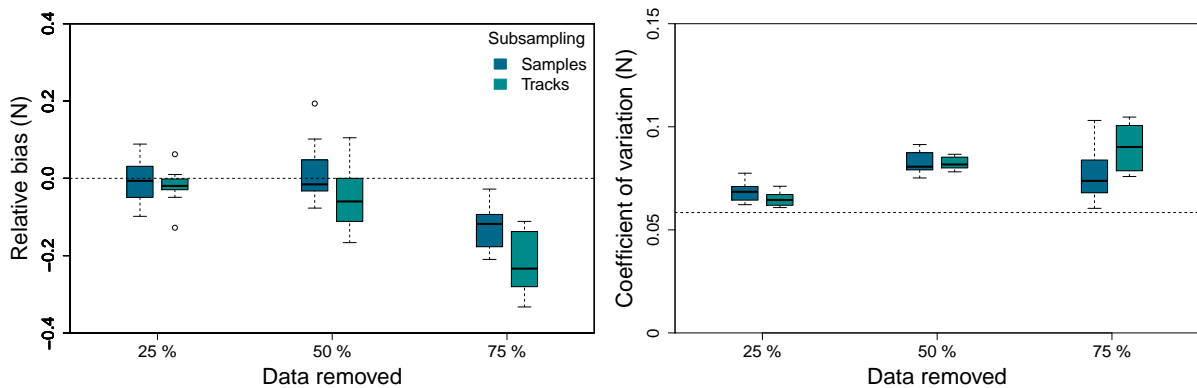 Relative bias (N)
0.4
0.2
0.0
−0.2
−0.4
Subsampling
Samples
Tracks
25 %
50 %
75 %
Data removed
Coefficient of variation (N)
0.15
0.1
0.05
0
25 %
50 %
75 %
Data removed